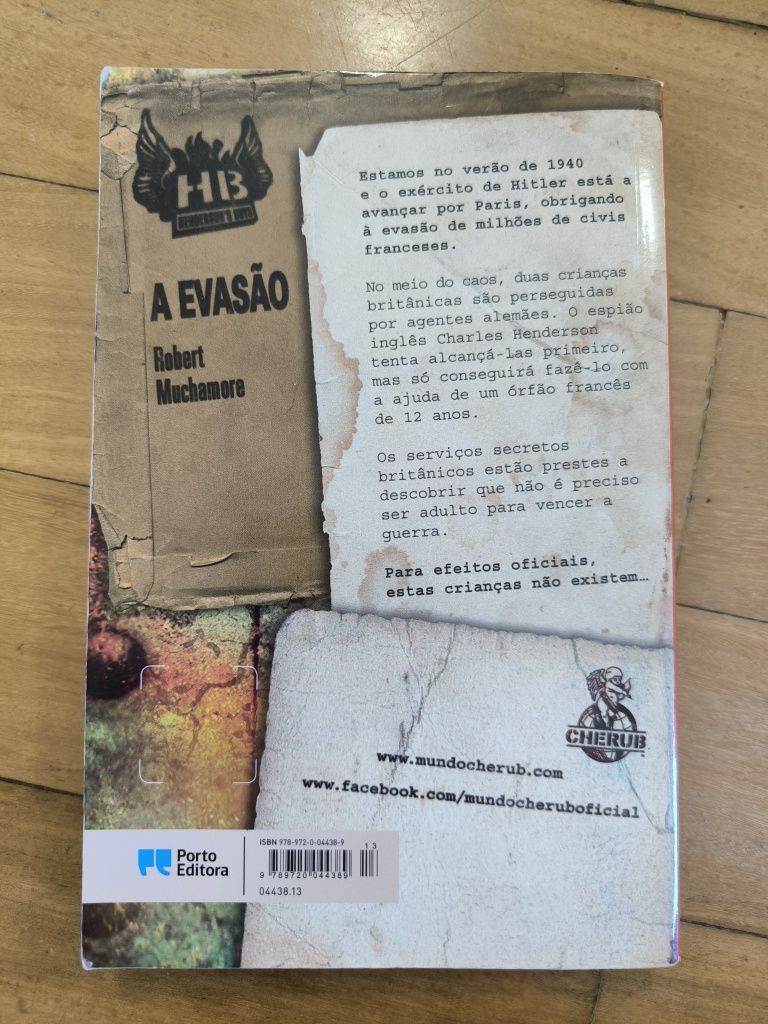 HB
HENDERSON'S BOYS
A EVASÃO
Robert
Muchamore
Estamos no verão de 1940
e o exército de Hitler está a
avançar por Paris, obrigando
à evasão de milhões de civis
franceses.
No meio do caos, duas crianças
britânicas são perseguidas
por agentes alemães. O espião
inglês Charles Henderson
tenta alcançá-las primeiro,
mas só conseguirá fazê-lo com
a ajuda de um órfão francês
de 12 anos.
Os serviços secretos
britânicos estão prestes a
descobrir que não é preciso
ser adulto para vencer a
guerra.
Para efeitos oficiais,
estas crianças não existem…
CHERUB
www.mundocherub.com
www.facebook.com/mundocheruboficial
Porto
Editora
ISBN 978-972-0-04438-9
13
9 789720 044389
04438.13